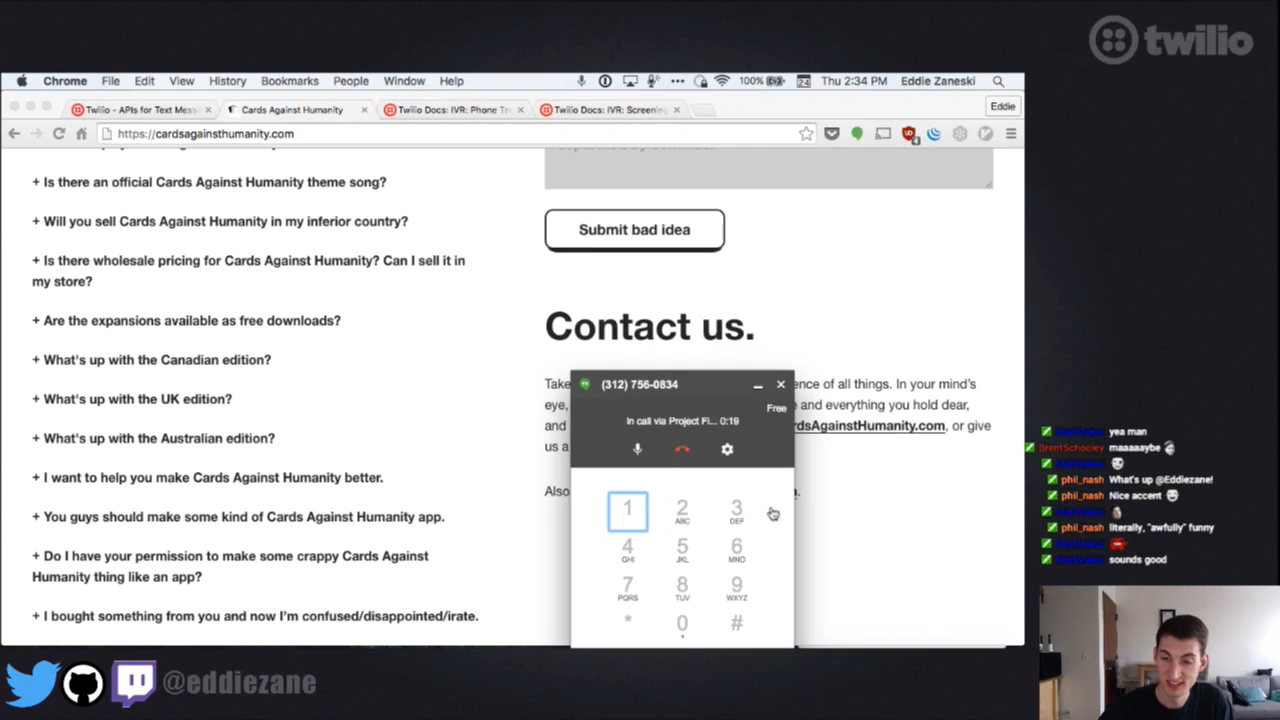 twilio
Chrome File Edit View History Bookmarks People Window Help 100% 24 Thu 2:34 PM Eddie Zaneski
Twilio - APIs for Text Mess
Cards Against Humanity
Twilio Docs: IVR: Phone Tr
Twilio Docs: IVR: Screening
Eddie
https://cardsagainsthumanity.com
+ Is there an official Cards Against Humanity theme song?
+ Will you sell Cards Against Humanity in my inferior country?
+ Is there wholesale pricing for Cards Against Humanity? Can I sell it in
my store?
+ Are the expansions available as free downloads?
+ What's up with the Canadian edition?
+ What's up with the UK edition?
+ What's up with the Australian edition?
+ I want to help you make Cards Against Humanity better.
+ You guys should make some kind of Cards Against Humanity app.
+ Do I have your permission to make some crappy Cards Against
Humanity thing like an app?
+ I bought something from you and now I'm confused/disappointed/irate.
Submit bad idea
Contact us.
Take
ence of all things. In your mind's
eye,
and everything you hold dear,
and
rdsAgainstHumanity.com, or give
us a
Also
(312) 756-0834
Free
In call via Project Fi... 0:19
1
2
ABC
3
DEF
4
GHI
5
JKL
6
MNO
7
PQRS
8
TUV
9
WXYZ
*
0
#
yea man
BrentSchooley maaaaaybe
phil_nash What's up @Eddiezane!
phil_nash Nice accent
phil_nash literally, "awfully" funny
sounds good
@eddiezane